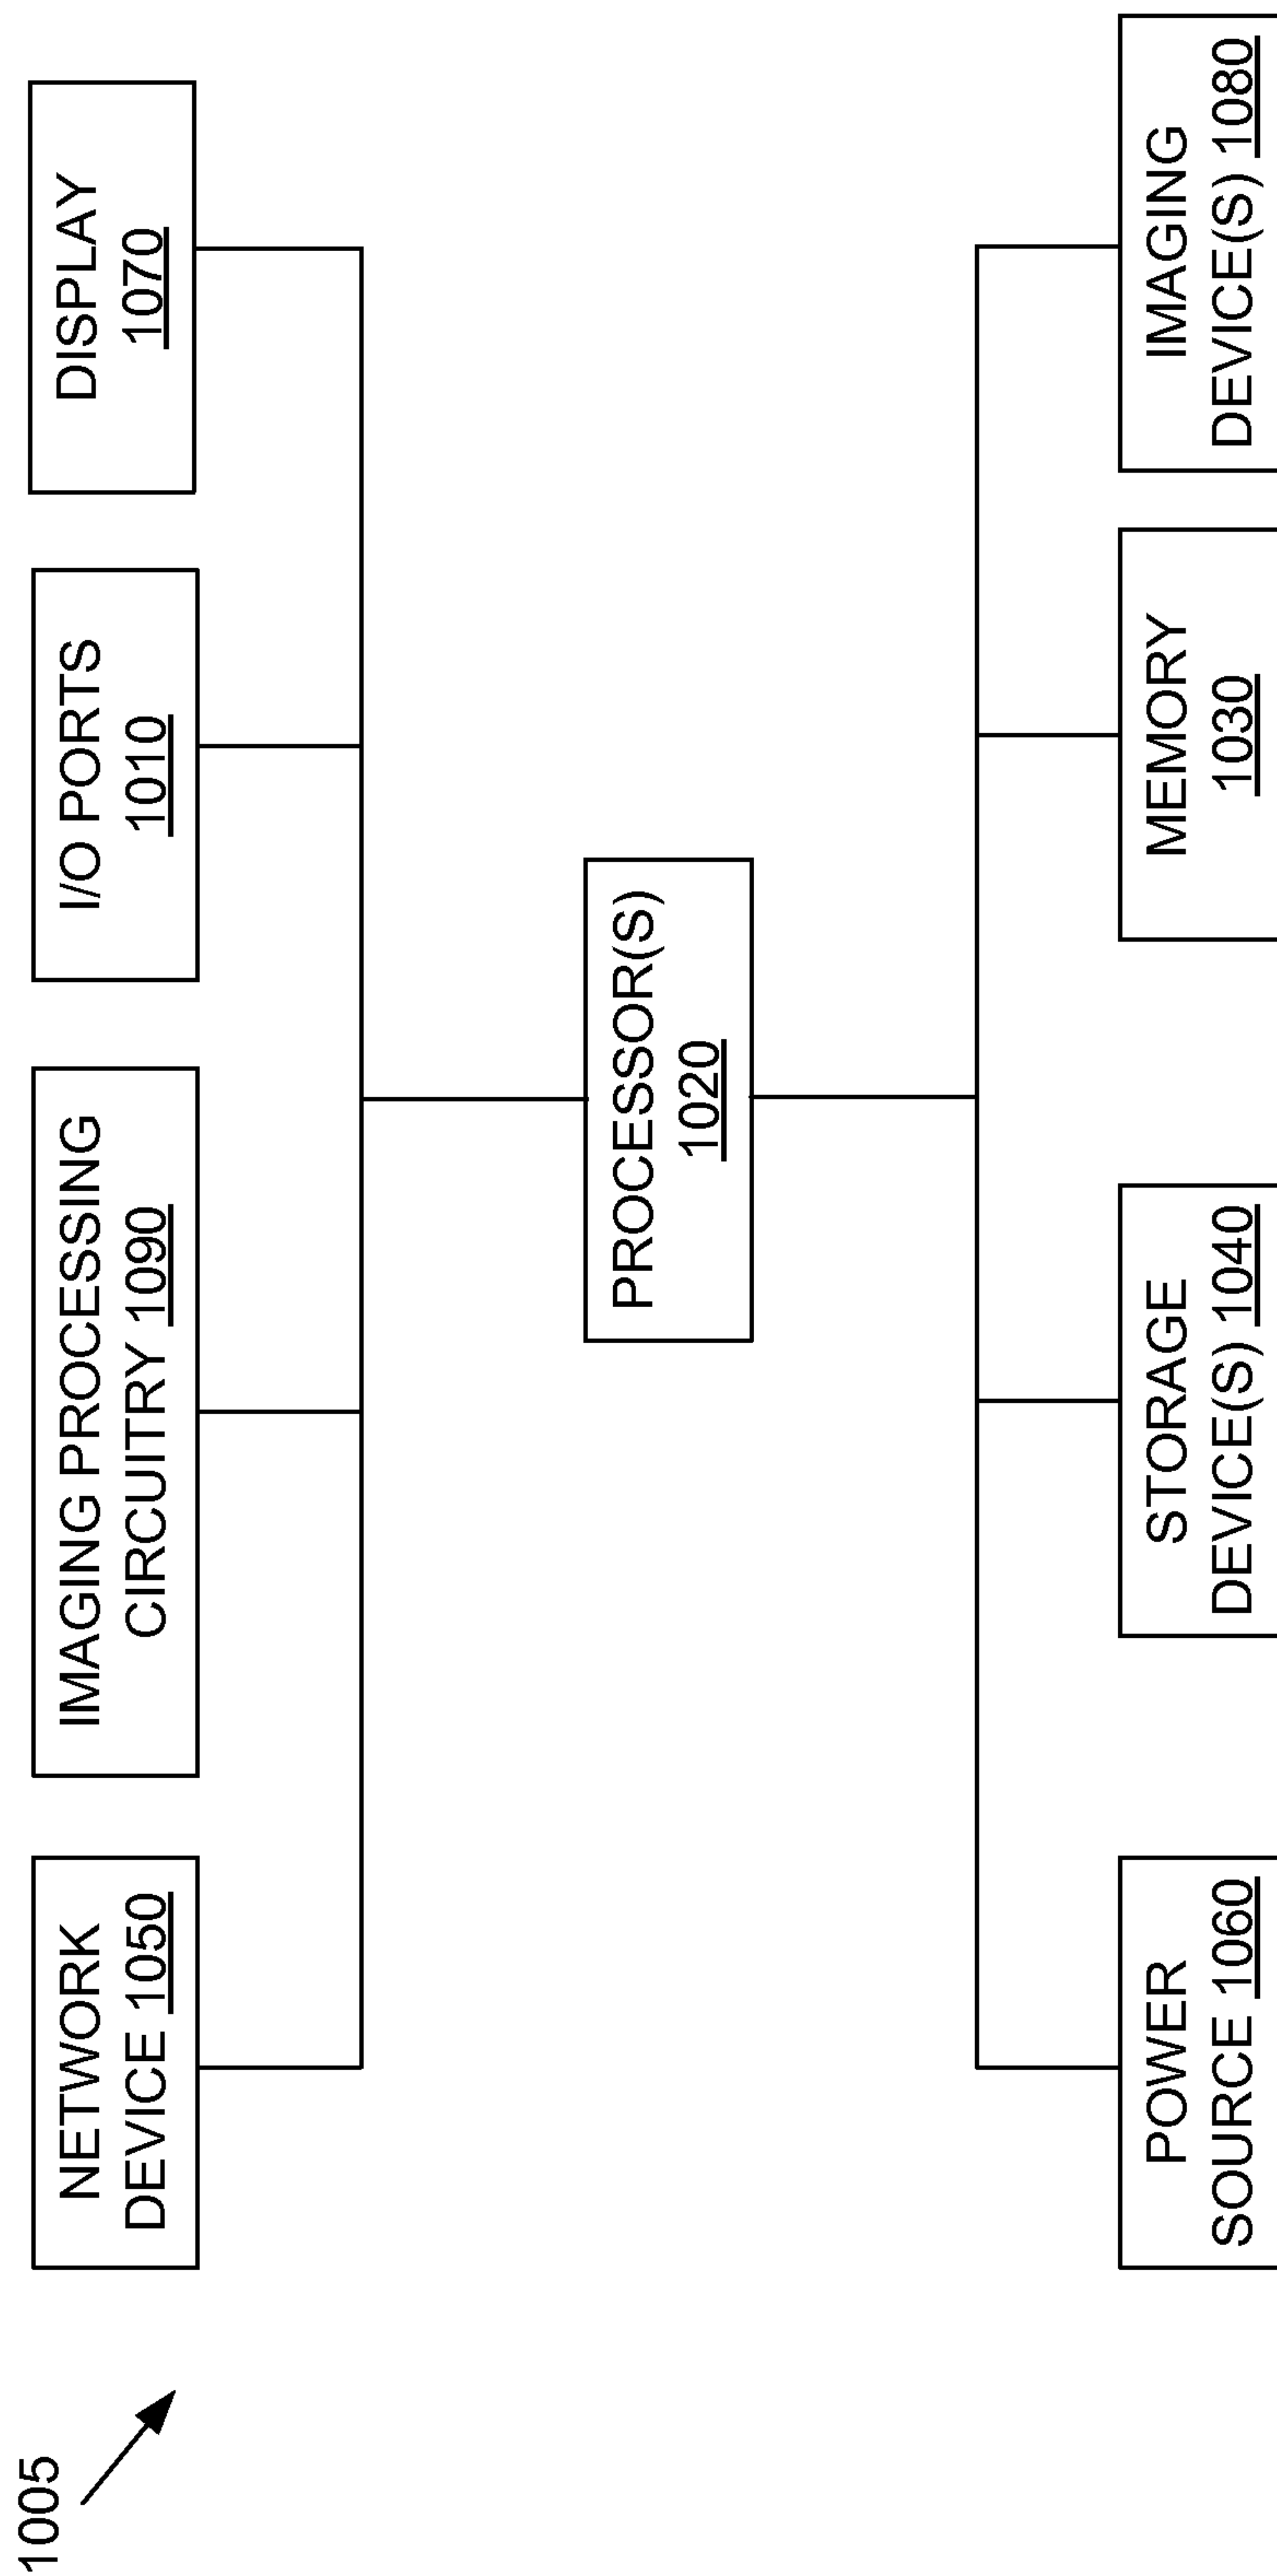 1005
NETWORK
DEVICE 1050
IMAGING PROCESSING
CIRCUITRY 1090
I/O PORTS
1010
DISPLAY
1070
PROCESSOR(S)
1020
POWER
SOURCE 1060
STORAGE
DEVICE(S) 1040
MEMORY
1030
IMAGING
DEVICE(S) 1080